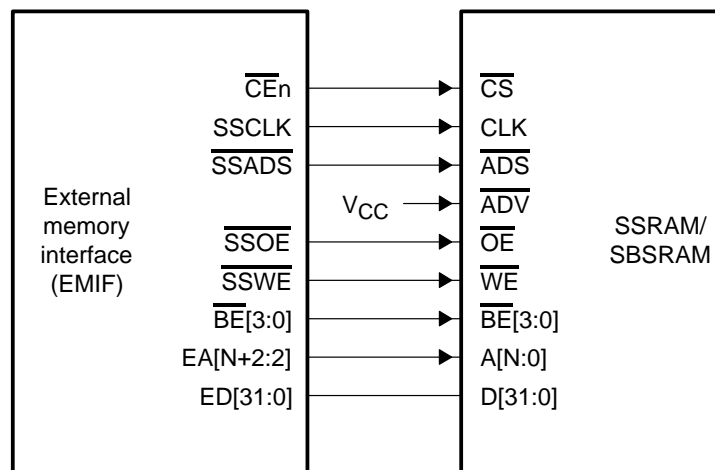 CEn CS
SSCLK CLK
SSADS ADS
VCC ADV
SSOE OE
SSWE WE
BE[3:0] BE[3:0]
EA[N+2:2] A[N:0]
ED[31:0] D[31:0]
External
memory
interface
(EMIF)
SSRAM/
SBSRAM